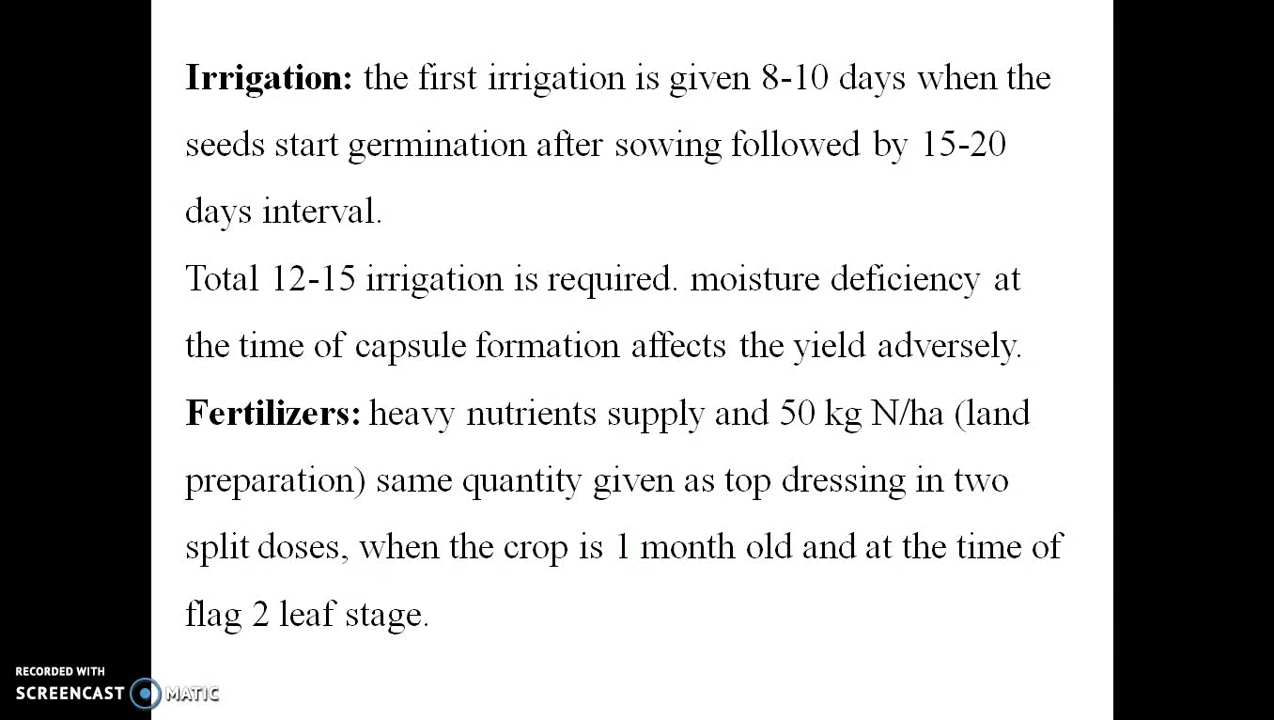 Irrigation: the first irrigation is given 8-10 days when the
seeds start germination after sowing followed by 15-20
days interval.
Total 12-15 irrigation is required. moisture deficiency at
the time of capsule formation affects the yield adversely.
Fertilizers: heavy nutrients supply and 50 kg N/ha (land
preparation) same quantity given as top dressing in two
split doses, when the crop is 1 month old and at the time of
flag 2 leaf stage.
RECORDED WITH
SCREENCAST MATIC